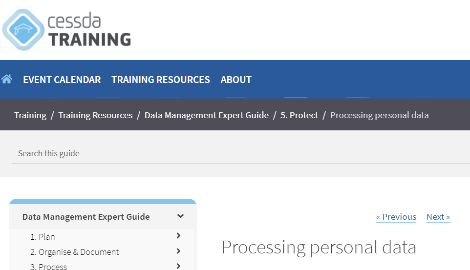 cessda
TRAINING
EVENT CALENDAR TRAINING RESOURCES ABOUT
Training / Training Resources / Data Management Expert Guide / 5. Protect / Processing personal data
Search this guide
Data Management Expert Guide
« Previous Next »
1. Plan
2. Organise & Document
3. Process
Processing personal data